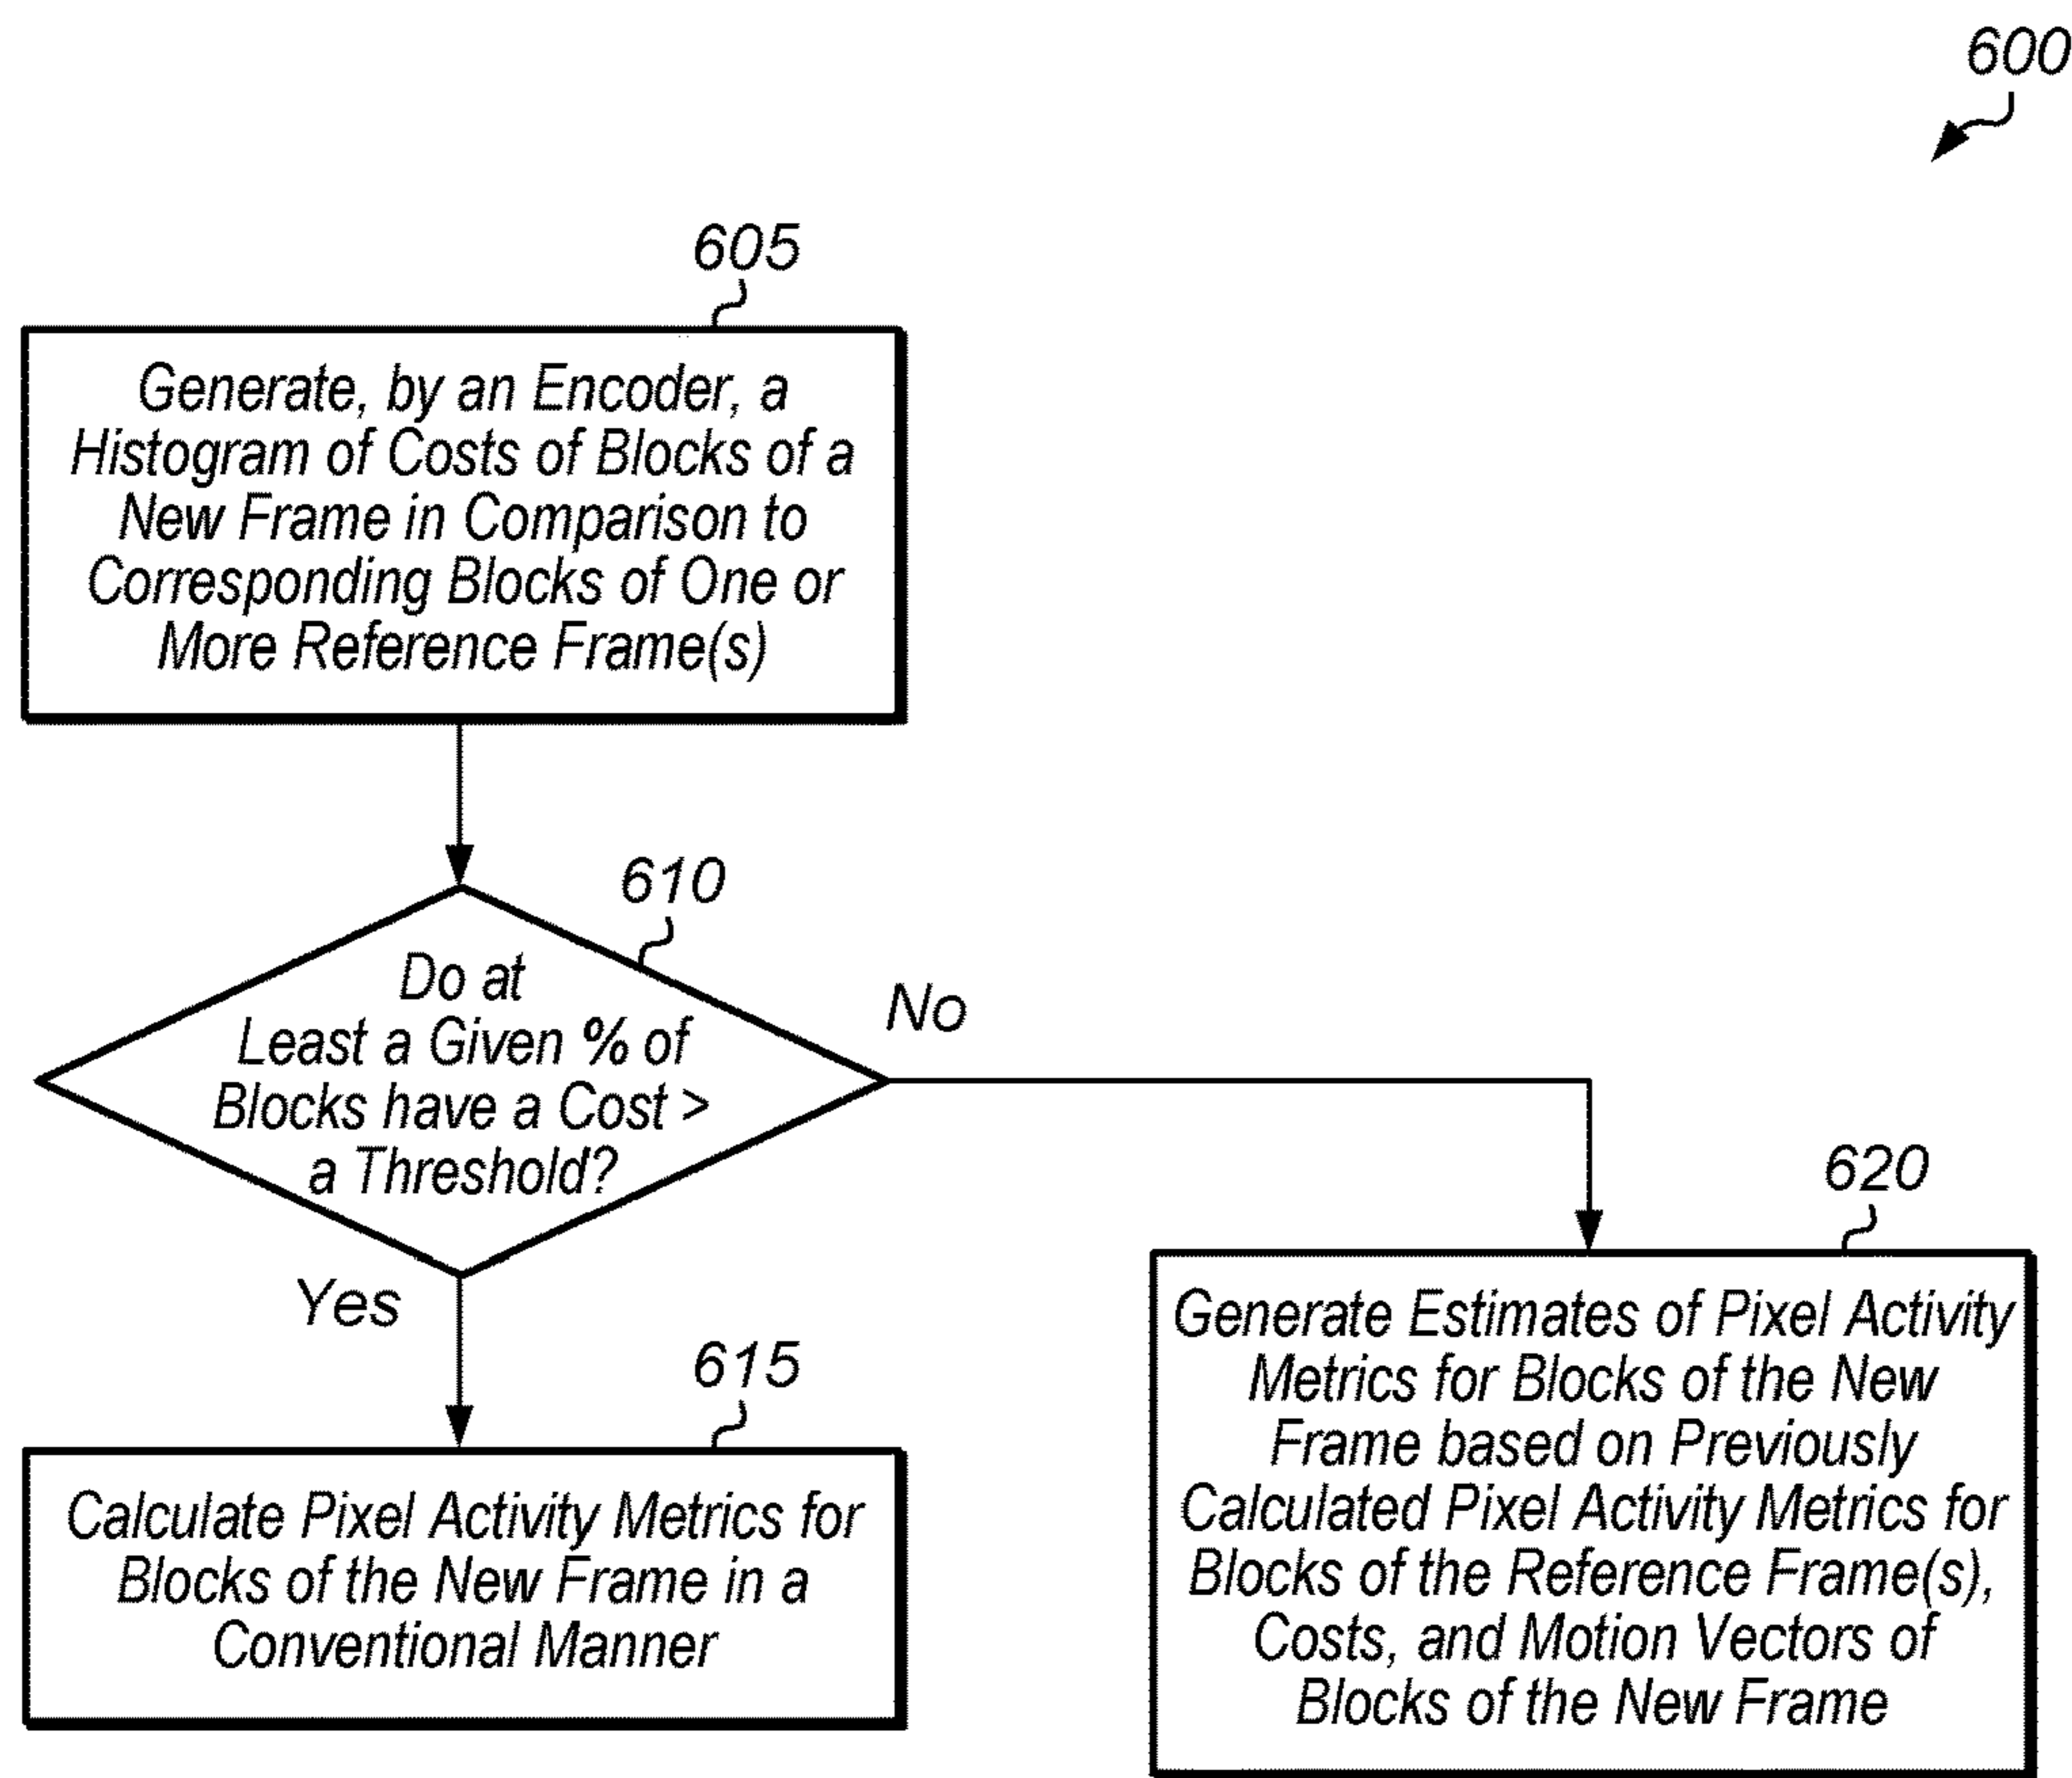 600
605
Generate, by an Encoder, a
Histogram of Costs of Blocks of a
New Frame in Comparison to
Corresponding Blocks of One or
More Reference Frame(s)
610
Do at
Least a Given % of
Blocks have a Cost >
a Threshold?
No
Yes
615
Calculate Pixel Activity Metrics for
Blocks of the New Frame in a
Conventional Manner
620
Generate Estimates of Pixel Activity
Metrics for Blocks of the New
Frame based on Previously
Calculated Pixel Activity Metrics for
Blocks of the Reference Frame(s),
Costs, and Motion Vectors of
Blocks of the New Frame